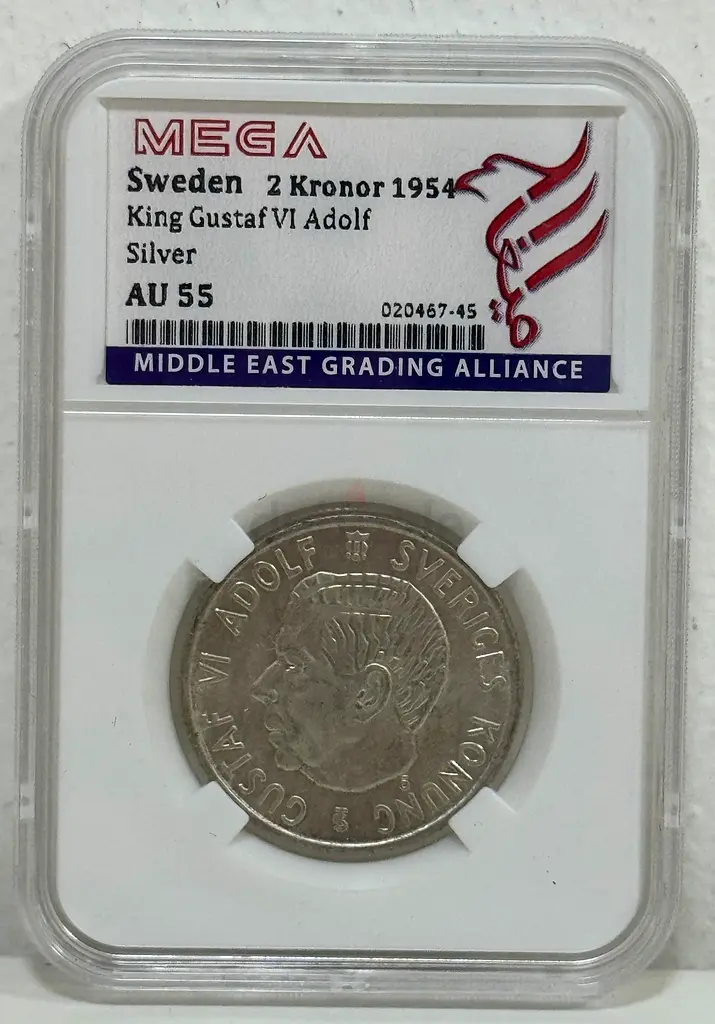 MEGA
Sweden 2 Kronor 1954
King Gustaf VI Adolf
Silver
AU 55
020467-45
MIDDLE EAST GRADING ALLIANCE
GUSTAF VI ADOLF SVERIGES KONUNG